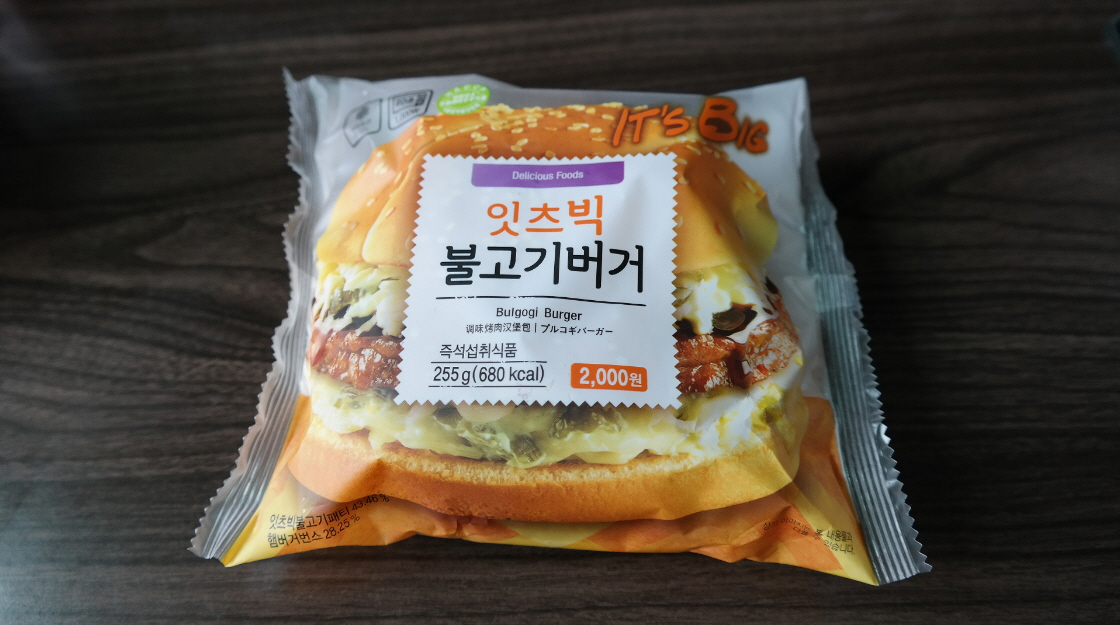 IT'S BIG
Delicious Foods
잇츠빅
불고기버거
Bulgogi Burger
调味烤肉汉堡包 | プルコギバーガー
즉석섭취식품
255g(680 kcal)
2,000원
잇츠빅불고기패티 43.46%
햄버거번스 28.25%